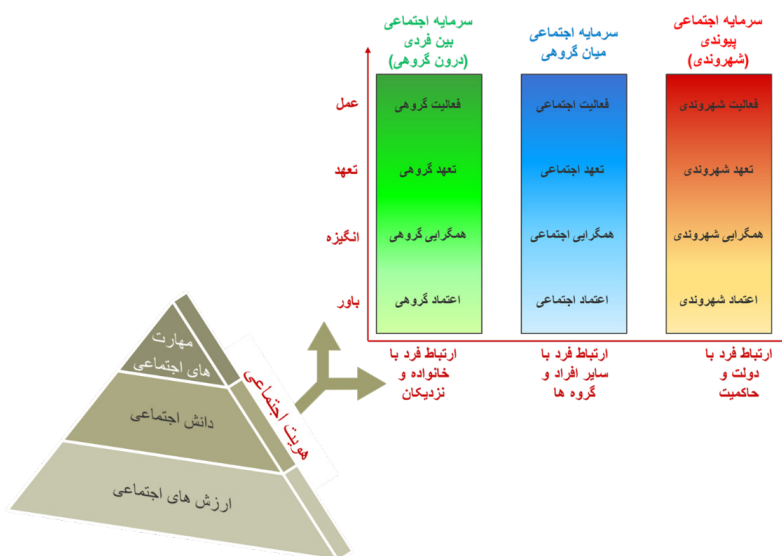 سرمایه اجتماعی
بین فردی
(درون گروهی)
سرمایه اجتماعی
میان گروهی
سرمایه اجتماعی
پیوندی
(شهروندی)
عمل
فعالیت گروهی
فعالیت اجتماعی
فعالیت شهروندی
تعهد
تعهد گروهی
تعهد اجتماعی
تعهد شهروندی
انگیزه
همگرایی گروهی
همگرایی اجتماعی
همگرایی شهروندی
باور
اعتماد گروهی
اعتماد اجتماعی
اعتماد شهروندی
ارتباط فرد با
خانواده و
نزدیکان
ارتباط فرد با
سایر افراد و
گروه ها
ارتباط فرد با
دولت و
حاکمیت
مهارت
های اجتماعی
دانش اجتماعی
ارزش های اجتماعی
هویت اجتماعی